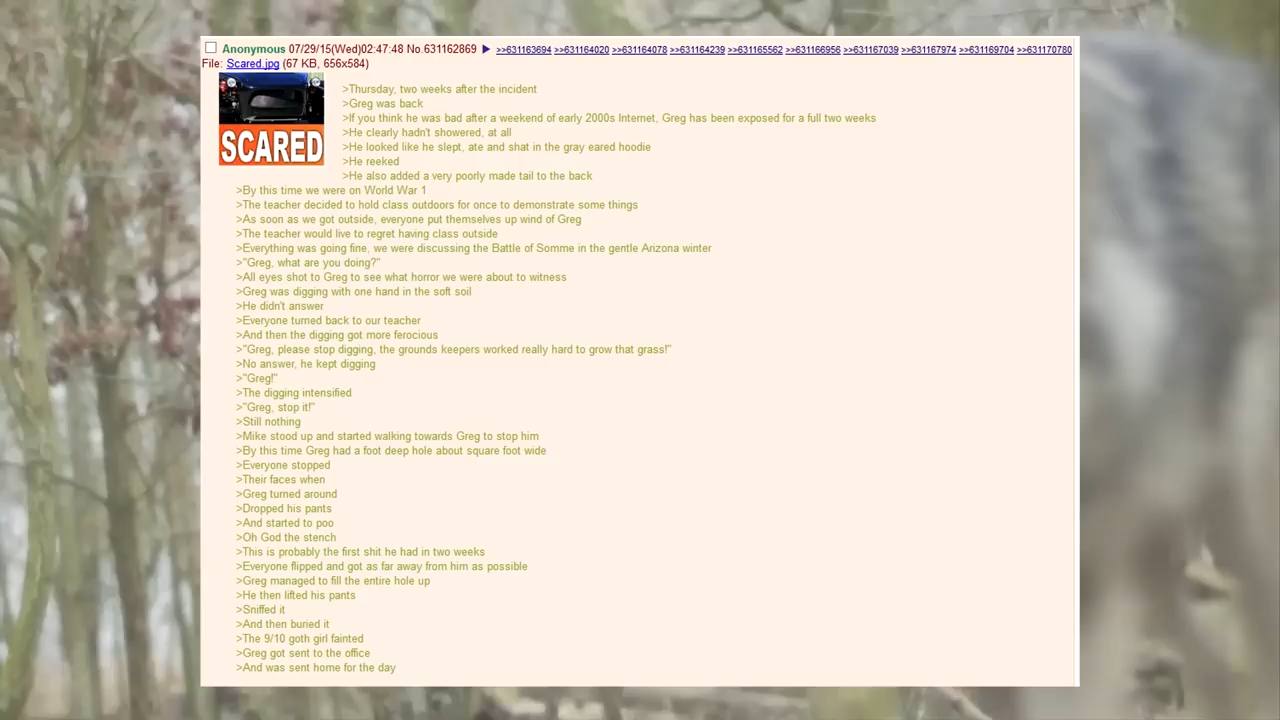 Anonymous 07/29/15(Wed)02:47:48 No.631162869 ▶ >>631163694 >>631164020 >>631164078 >>631164239 >>631165562 >>631166956 >>631167039 >>631167974 >>631169704 >>631170780
File: Scared.jpg (67 KB, 656x584)
SCARED
>Thursday, two weeks after the incident
>Greg was back
>If you think he was bad after a weekend of early 2000s Internet, Greg has been exposed for a full two weeks
>He clearly hadn't showered, at all
>He looked like he slept, ate and shat in the gray eared hoodie
>He reeked
>He also added a very poorly made tail to the back
>By this time we were on World War 1
>The teacher decided to hold class outdoors for once to demonstrate some things
>As soon as we got outside, everyone put themselves up wind of Greg
>The teacher would live to regret having class outside
>Everything was going fine, we were discussing the Battle of Somme in the gentle Arizona winter
>"Greg, what are you doing?"
>All eyes shot to Greg to see what horror we were about to witness
>Greg was digging with one hand in the soft soil
>He didn't answer
>Everyone turned back to our teacher
>And then the digging got more ferocious
>"Greg, please stop digging, the grounds keepers worked really hard to grow that grass!"
>No answer, he kept digging
>"Greg!"
>The digging intensified
>"Greg, stop it!"
>Still nothing
>Mike stood up and started walking towards Greg to stop him
>By this time Greg had a foot deep hole about square foot wide
>Everyone stopped
>Their faces when
>Greg turned around
>Dropped his pants
>And started to poo
>Oh God the stench
>This is probably the first shit he had in two weeks
>Everyone flipped and got as far away from him as possible
>Greg managed to fill the entire hole up
>He then lifted his pants
>Sniffed it
>And then buried it
>The 9/10 goth girl fainted
>Greg got sent to the office
>And was sent home for the day